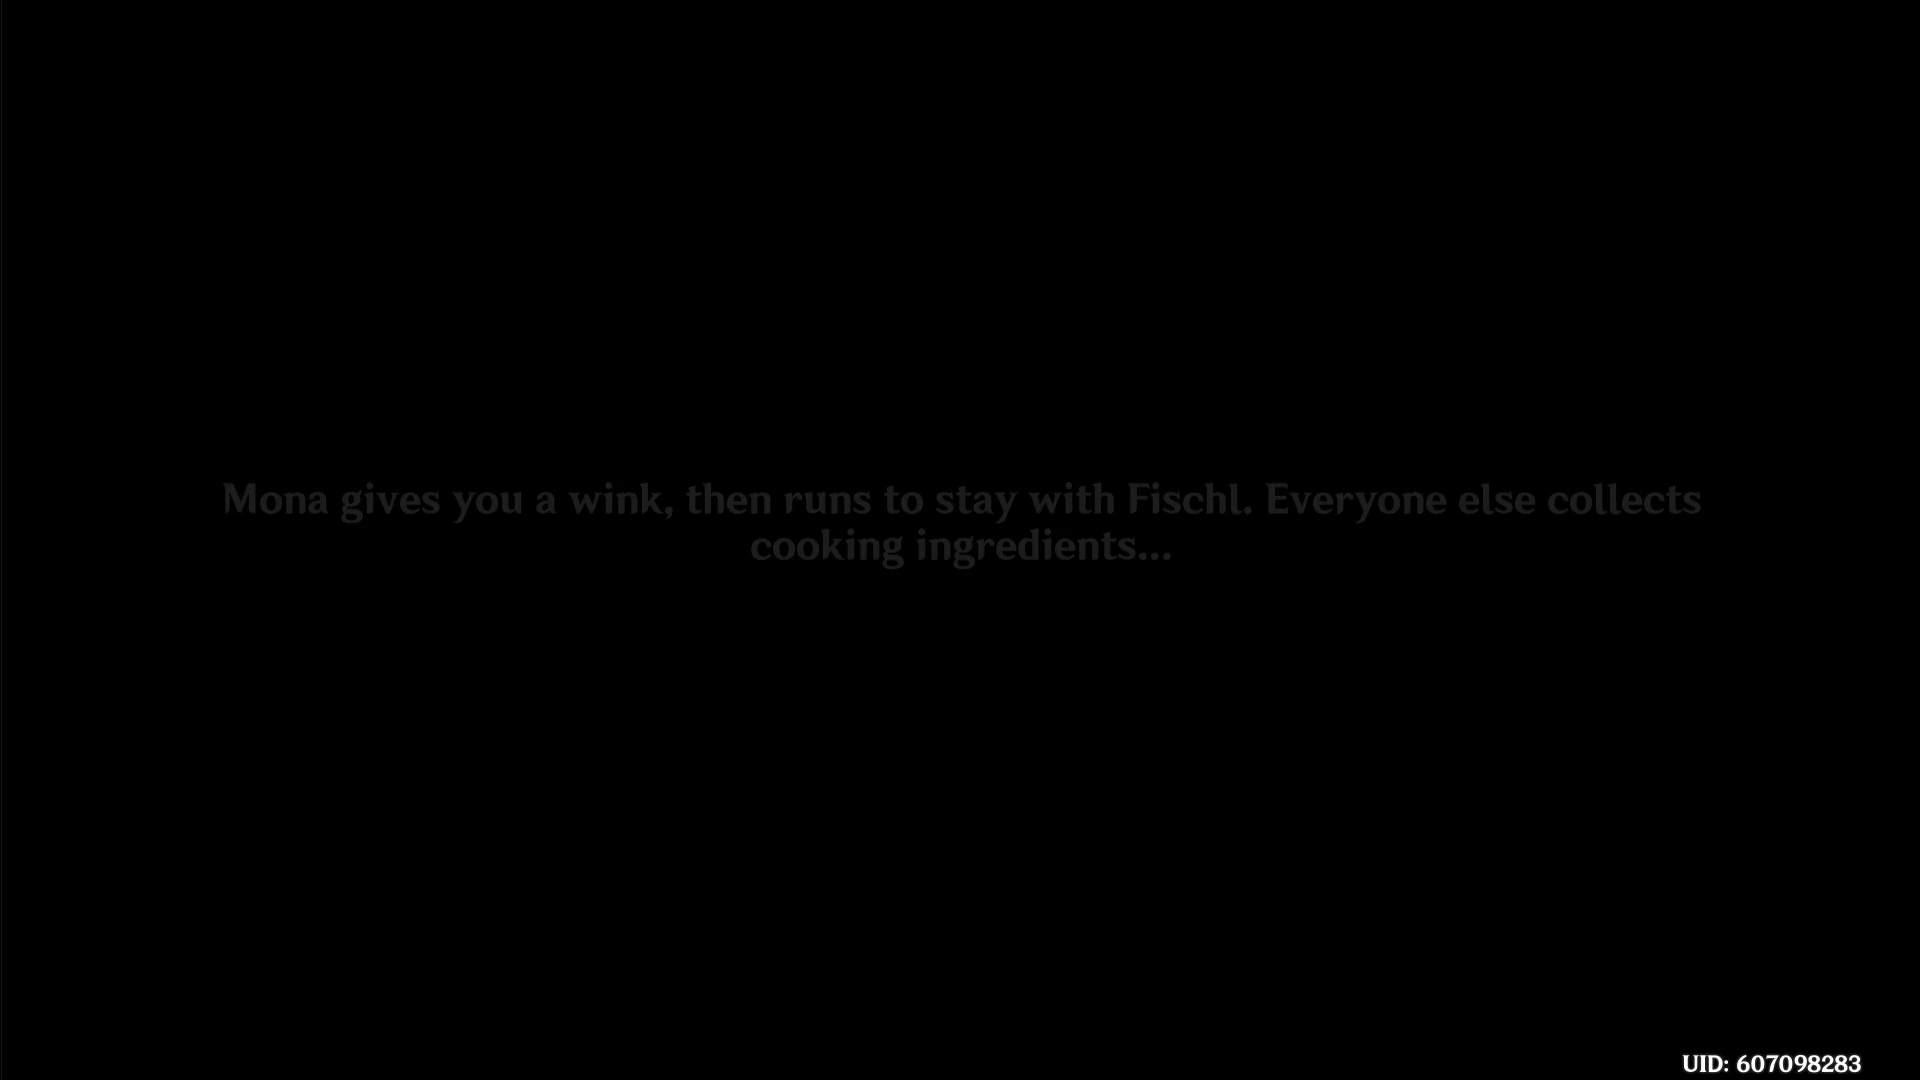 Mona gives you a wink, then runs to stay with Fischl. Everyone else collects
cooking ingredients...
UID: 607098283